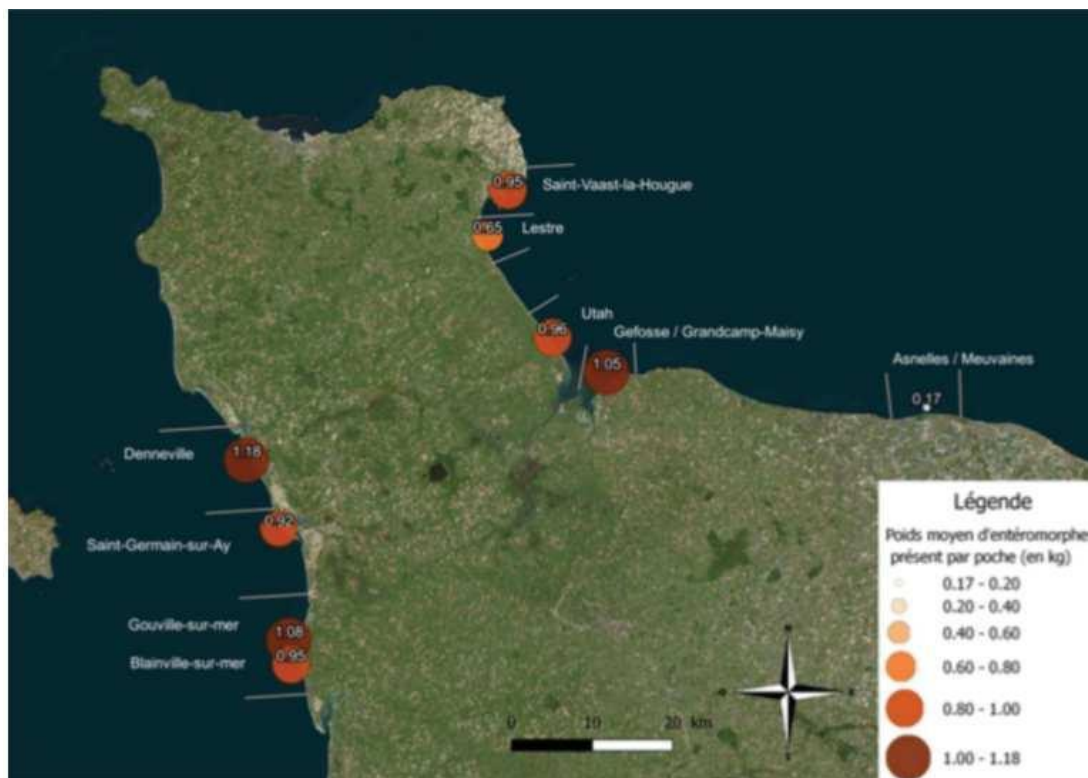 0.95
Saint-Vaast-la-Hougue
0.65
Lestre
Utah
0.96
Gefosse / Grandcamp-Maisy
1.05
Asnelles / Meuvaines
0.17
Denneville
1.18
0.92
Saint-Germain-sur-Ay
Gouville-sur-mer
1.08
Blainville-sur-mer
0.95
0 10 20 km
Légende
Poids moyen d'entéromorphe
présent par poche (en kg)
0.17 - 0.20
0.20 - 0.40
0.40 - 0.60
0.60 - 0.80
0.80 - 1.00
1.00 - 1.18